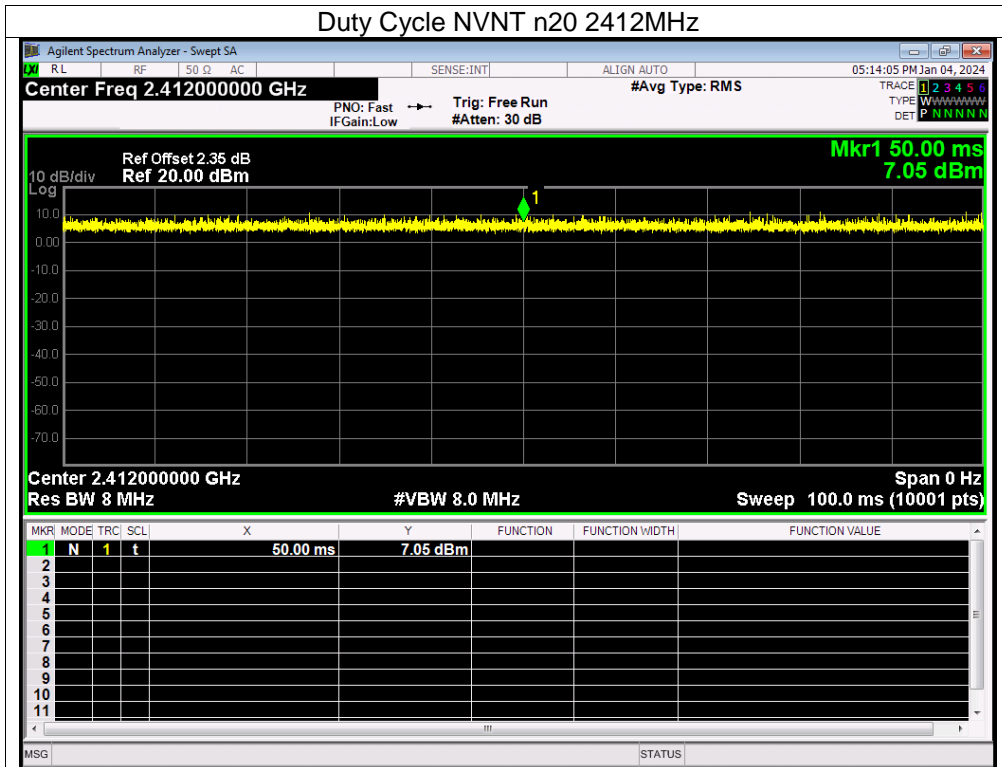 Duty Cycle NVNT n20 2412MHz
Agilent Spectrum Analyzer - Swept SA
LXI RL RF 50 Ω AC SENSE:INT ALIGN AUTO 05:14:05 PM Jan 04, 2024
Center Freq 2.412000000 GHz #Avg Type: RMS TRACE 1 2 3 4 5 6
PNO: Fast Trig: Free Run TYPE WWWWWW
IFGain:Low #Atten: 30 dB DET P N N N N N
Mkr1 50.00 ms
Ref Offset 2.35 dB
10 dB/div Ref 20.00 dBm 7.05 dBm
Log
1
10.0
0.00
-10.0
-20.0
-30.0
-40.0
-50.0
-60.0
-70.0
Center 2.412000000 GHz Span 0 Hz
Res BW 8 MHz #VBW 8.0 MHz Sweep 100.0 ms (10001 pts)
MKR MODE TRC SCL X Y FUNCTION FUNCTION WIDTH FUNCTION VALUE
1 N 1 t 50.00 ms 7.05 dBm
2
3
4
5
6
7
8
9
10
11
MSG STATUS